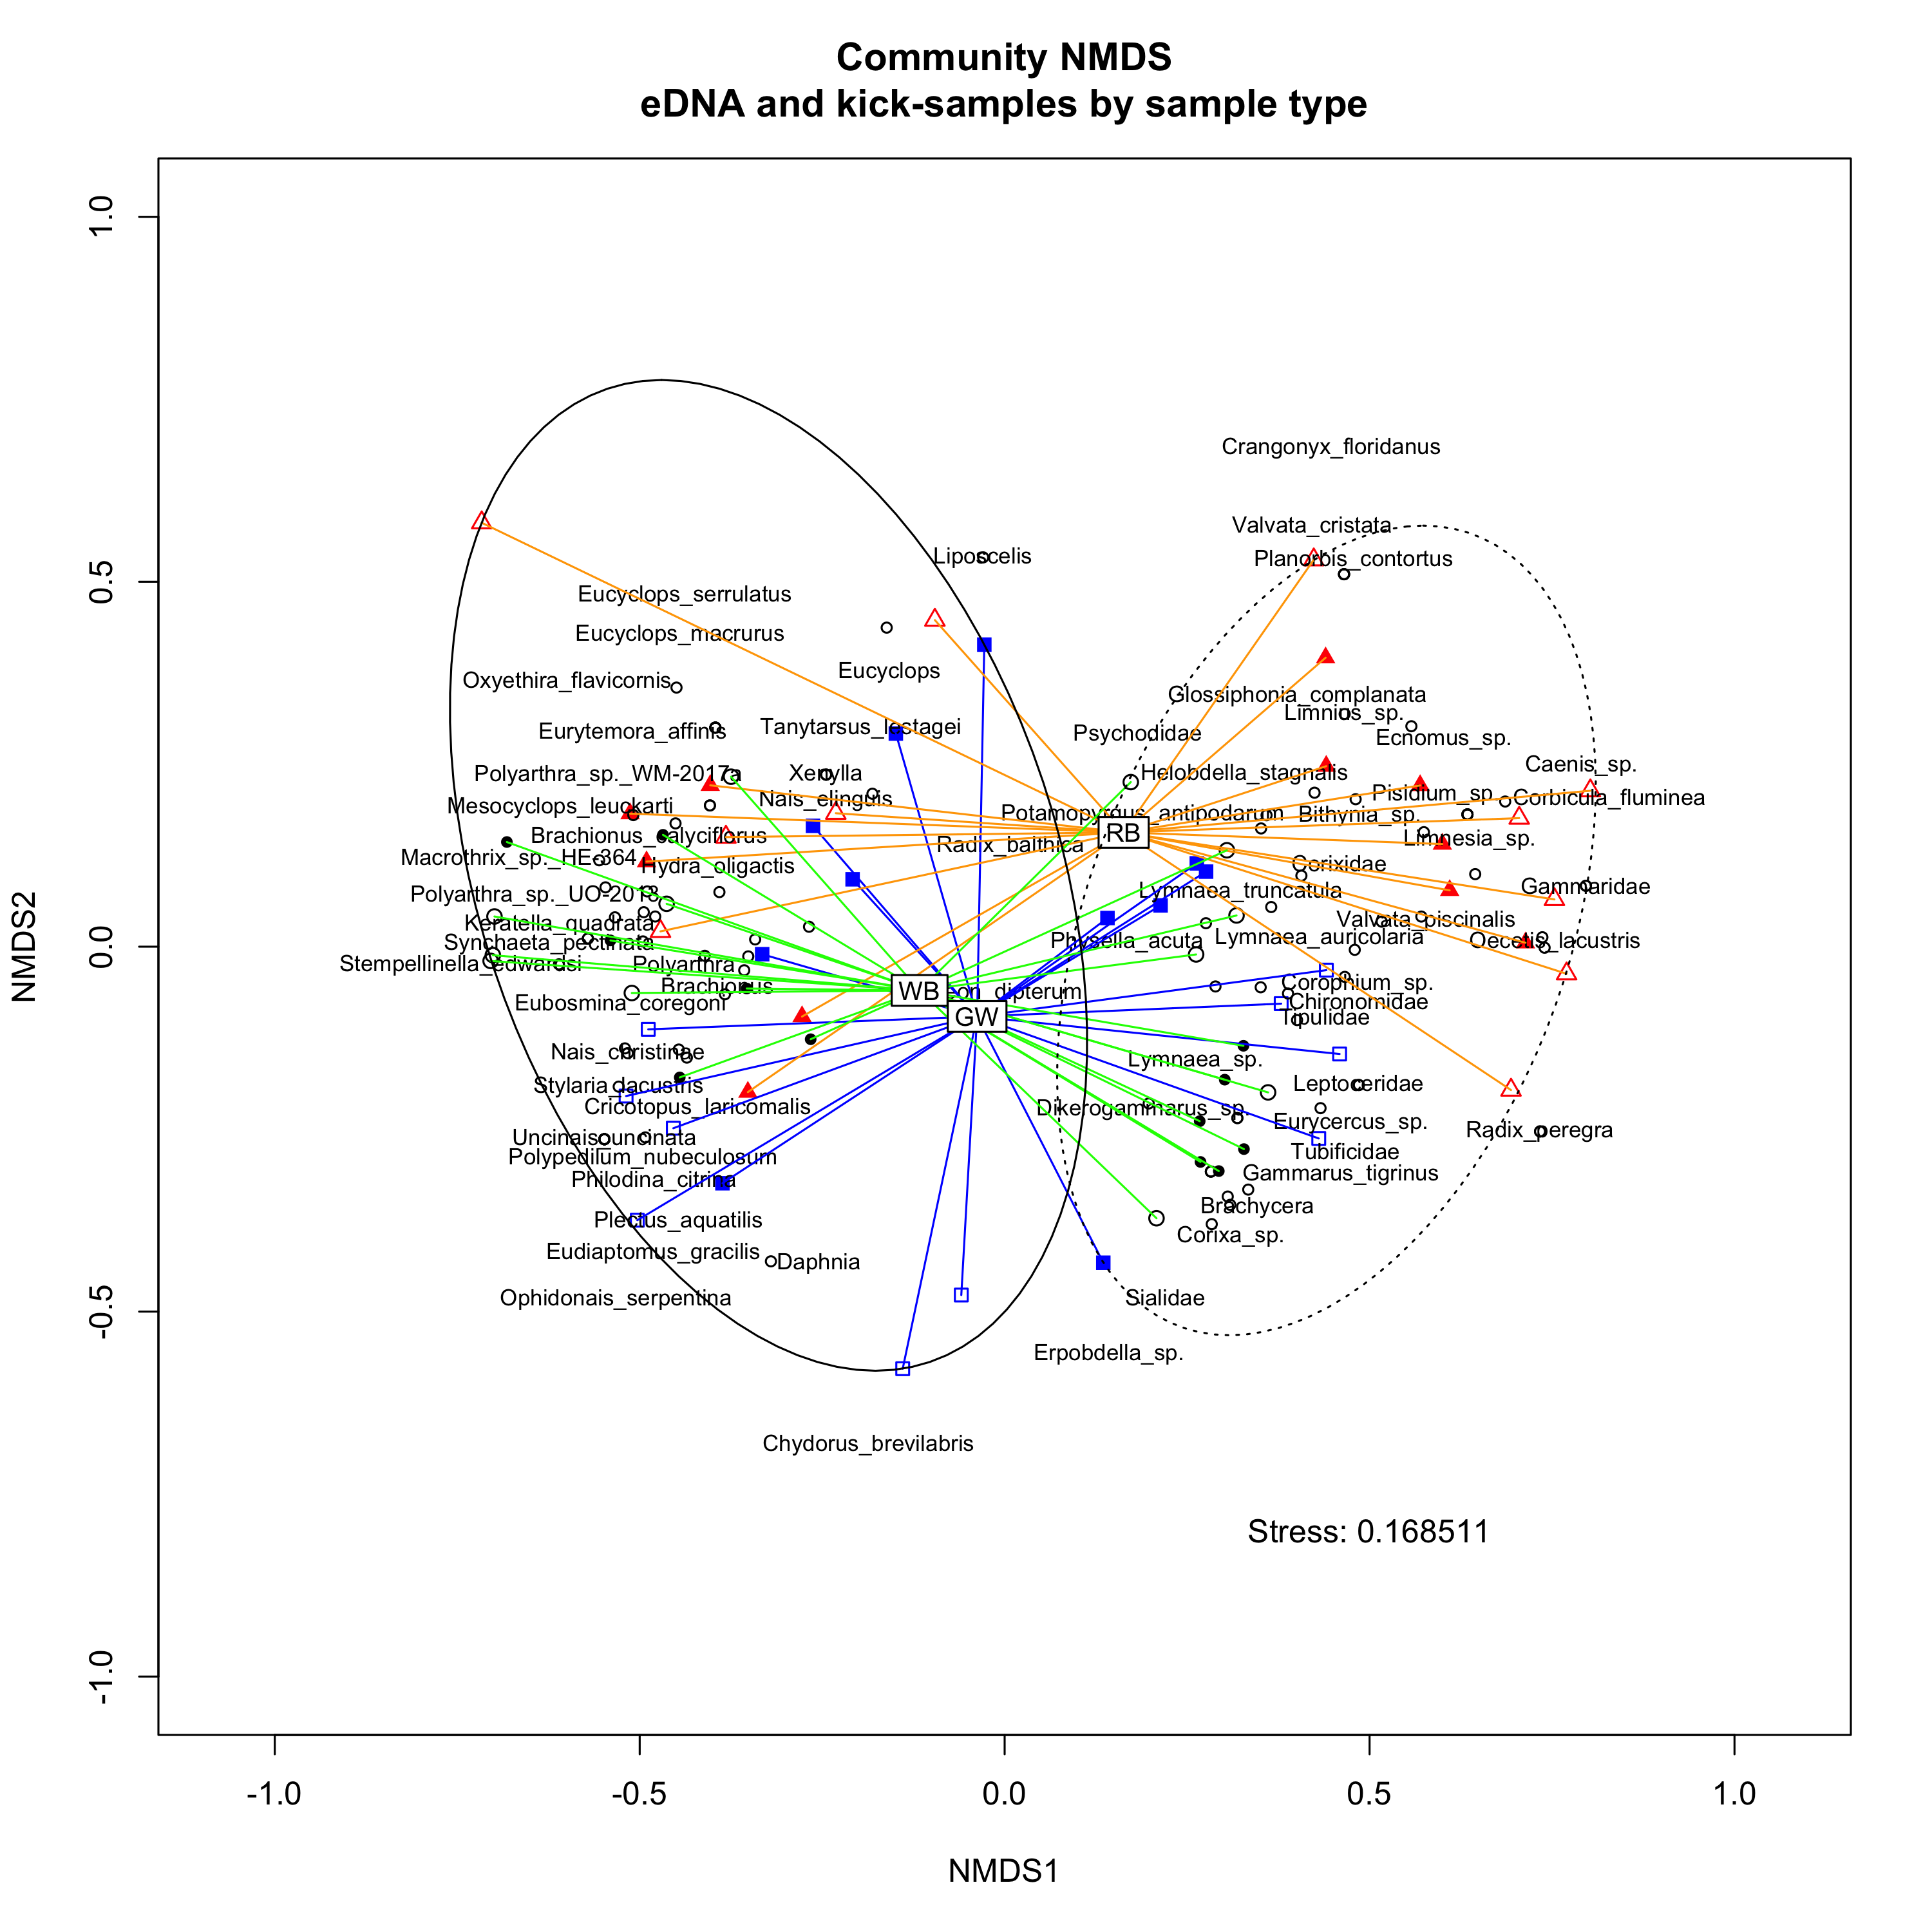 Community NMDS
eDNA and kick-samples by sample type
1.0
0.5
0.0
-0.5
-1.0
NMDS2
Crangonyx_floridanus
Valvata_cristata
Liposcelis
Planorbis_contortus
Eucyclops_serrulatus
Eucyclops_macrurus
Eucyclops
Oxyethira_flavicornis
Glossiphonia_complanata
Limnius_sp.
Tanytarsus_lestagei
Eurytemora_affinis
Psychodidae
Ecnomus_sp.
Caenis_sp.
Polyarthra_sp._WM-2017a
Xenylla
Helobdella_stagnalis
Pisidium_sp.
Corbicula_fluminea
Nais_elinguis
Mesocyclops_leuckarti
Potamopyrgus_antipodarum
Bithynia_sp.
RB
Brachionus_calyciflorus
Limnesia_sp.
Radix_balthica
Macrothrix_sp._HE-364
Hydra_oligactis
Corixidae
Gammaridae
Polyarthra_sp._UO-2013
Lymnaea_truncatula
Keratella_quadrata
Valvata_piscinalis
Synchaeta_pectinata
Physella_acuta
Lymnaea_auricolaria
Oecetis_lacustris
Stempellinella_edwardsi
Polyarthra
Brachionus
WB
eon_dipterum
Corophium_sp.
Eubosmina_coregoni
Chironomidae
GW
Tipulidae
Nais_christinae
Lymnaea_sp.
Stylaria_lacustris
Leptoceridae
Cricotopus_laricomalis
Dikerogammarus_sp.
Eurycercus_sp.
Radix_peregra
Uncinais_uncinata
Tubificidae
Polypedilum_nubeculosum
Philodina_citrina
Gammarus_tigrinus
Brachycera
Plectus_aquatilis
Corixa_sp.
Eudiaptomus_gracilis
Daphnia
Ophidonais_serpentina
Sialidae
Erpobdella_sp.
Chydorus_brevilabris
Stress: 0.168511
-1.0
-0.5
0.0
0.5
1.0
NMDS1